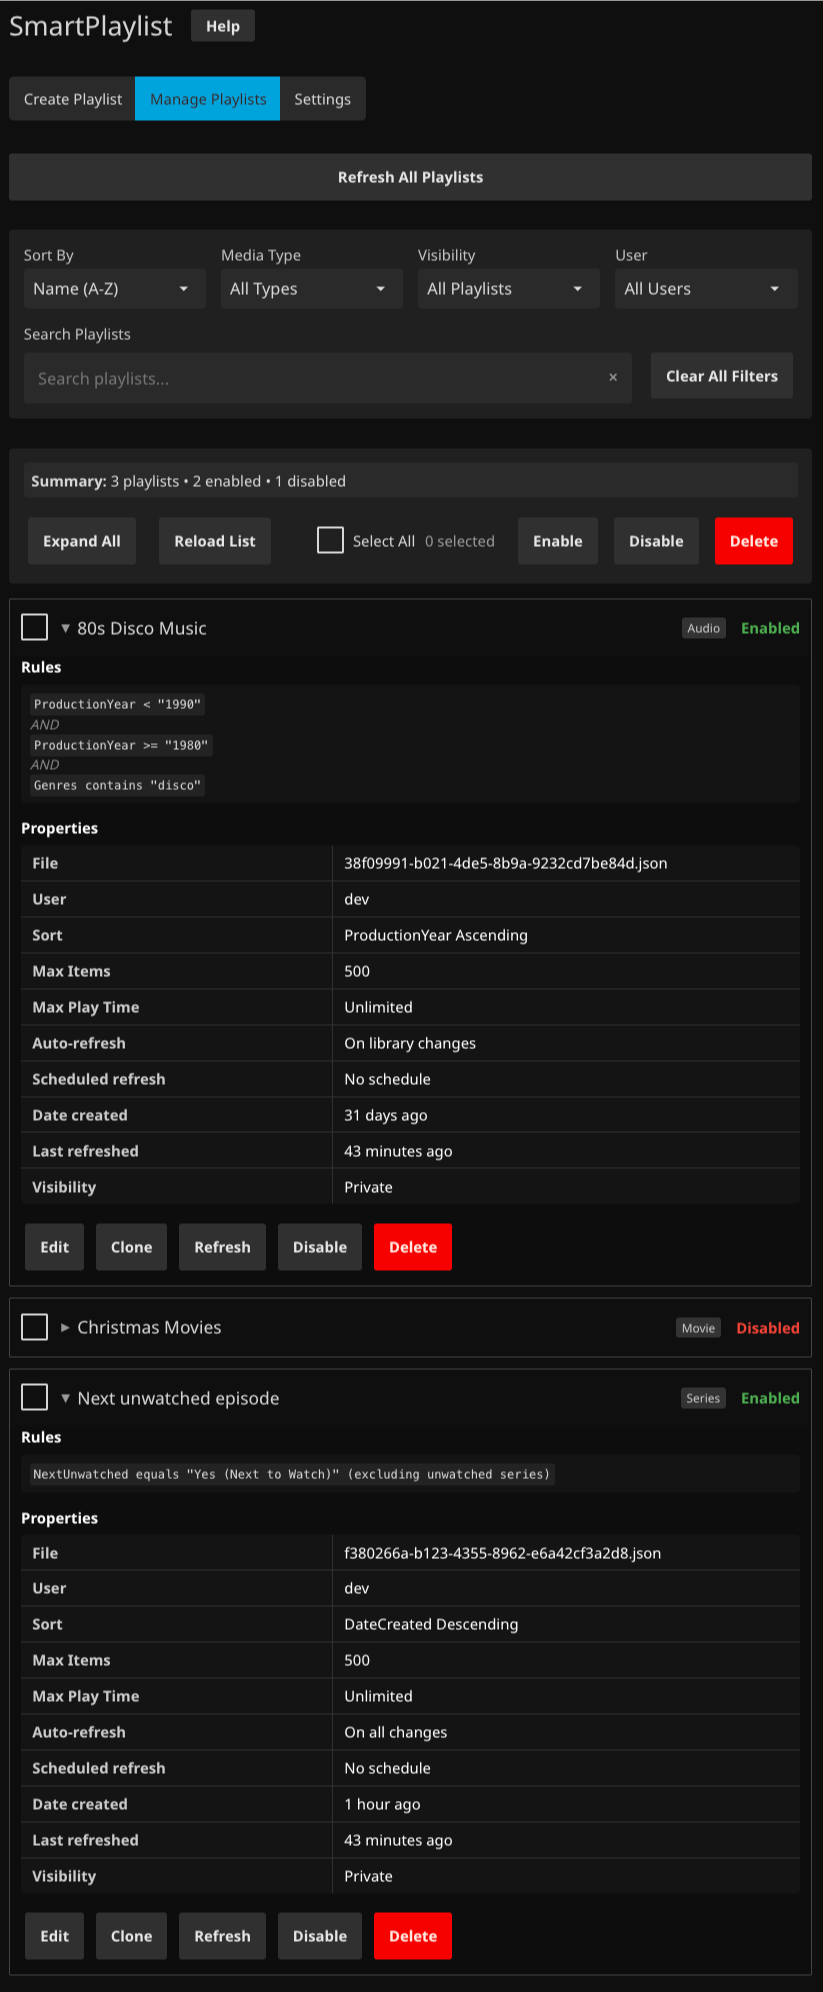 SmartPlaylist Help
Create Playlist Manage Playlists Settings
Refresh All Playlists
Sort By Media Type Visibility User
Name (A-Z) All Types All Playlists All Users
Search Playlists
Search playlists... × Clear All Filters
Summary: 3 playlists • 2 enabled • 1 disabled
Expand All Reload List Select All 0 selected Enable Disable Delete
▼ 80s Disco Music Audio Enabled
Rules
ProductionYear < "1990"
AND
ProductionYear >= "1980"
AND
Genres contains "disco"
Properties
File 38f09991-b021-4de5-8b9a-9232cd7be84d.json
User dev
Sort ProductionYear Ascending
Max Items 500
Max Play Time Unlimited
Auto-refresh On library changes
Scheduled refresh No schedule
Date created 31 days ago
Last refreshed 43 minutes ago
Visibility Private
Edit Clone Refresh Disable Delete
▶ Christmas Movies Movie Disabled
▼ Next unwatched episode Series Enabled
Rules
NextUnwatched equals "Yes (Next to Watch)" (excluding unwatched series)
Properties
File f380266a-b123-4355-8962-e6a42cf3a2d8.json
User dev
Sort DateCreated Descending
Max Items 500
Max Play Time Unlimited
Auto-refresh On all changes
Scheduled refresh No schedule
Date created 1 hour ago
Last refreshed 43 minutes ago
Visibility Private
Edit Clone Refresh Disable Delete